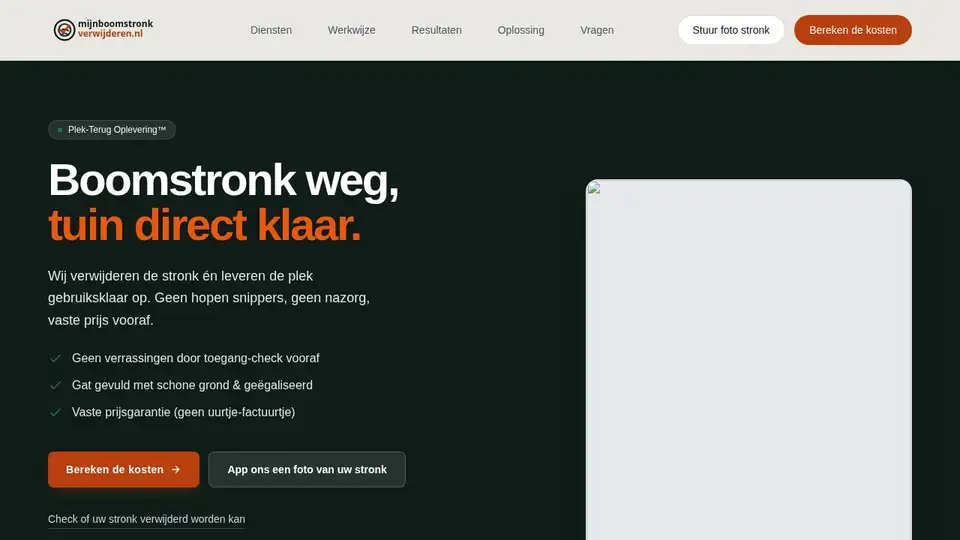 mijnboomstronk
verwijderen.nl
Diensten
Werkwijze
Resultaten
Oplossing
Vragen
Stuur foto stronk
Bereken de kosten
Plek-Terug Oplevering™
Boomstronk weg,
tuin direct klaar.
Wij verwijderen de stronk én leveren de plek
gebruiksklaar op. Geen hopen snippers, geen nazorg,
vaste prijs vooraf.
Geen verrassingen door toegang-check vooraf
Gat gevuld met schone grond & geëgaliseerd
Vaste prijsgarantie (geen uurtje-factuurtje)
Bereken de kosten
App ons een foto van uw stronk
Check of uw stronk verwijderd worden kan